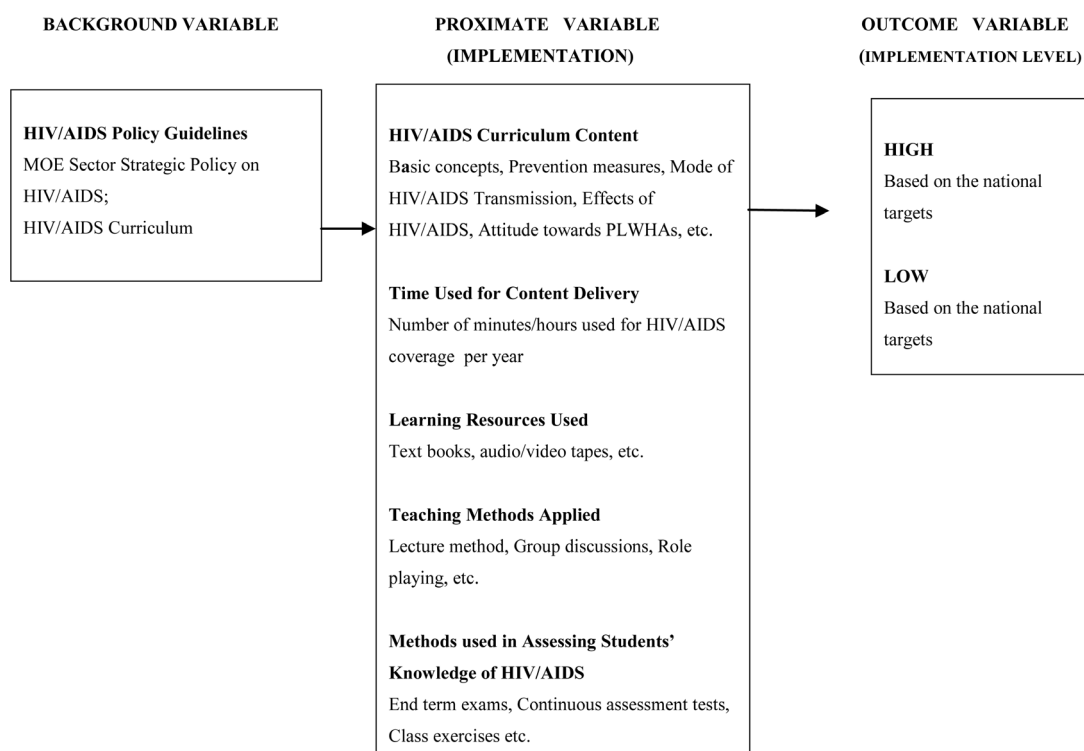 BACKGROUND VARIABLE
PROXIMATE VARIABLE
(IMPLEMENTATION)
OUTCOME VARIABLE
(IMPLEMENTATION LEVEL)
HIV/AIDS Policy Guidelines
MOE Sector Strategic Policy on
HIV/AIDS;
HIV/AIDS Curriculum
HIV/AIDS Curriculum Content
Basic concepts, Prevention measures, Mode of
HIV/AIDS Transmission, Effects of
HIV/AIDS, Attitude towards PLWHAs, etc.
Time Used for Content Delivery
Number of minutes/hours used for HIV/AIDS
coverage per year
Learning Resources Used
Text books, audio/video tapes, etc.
Teaching Methods Applied
Lecture method, Group discussions, Role
playing, etc.
Methods used in Assessing Students’
Knowledge of HIV/AIDS
End term exams, Continuous assessment tests,
Class exercises etc.
HIGH
Based on the national
targets
LOW
Based on the national
targets